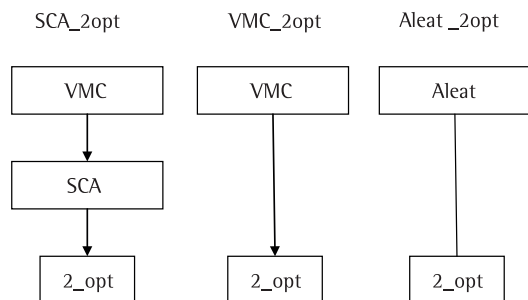 SCA_2opt VMC_2opt Aleat _2opt
VMC VMC Aleat
SCA
2_opt 2_opt 2_opt